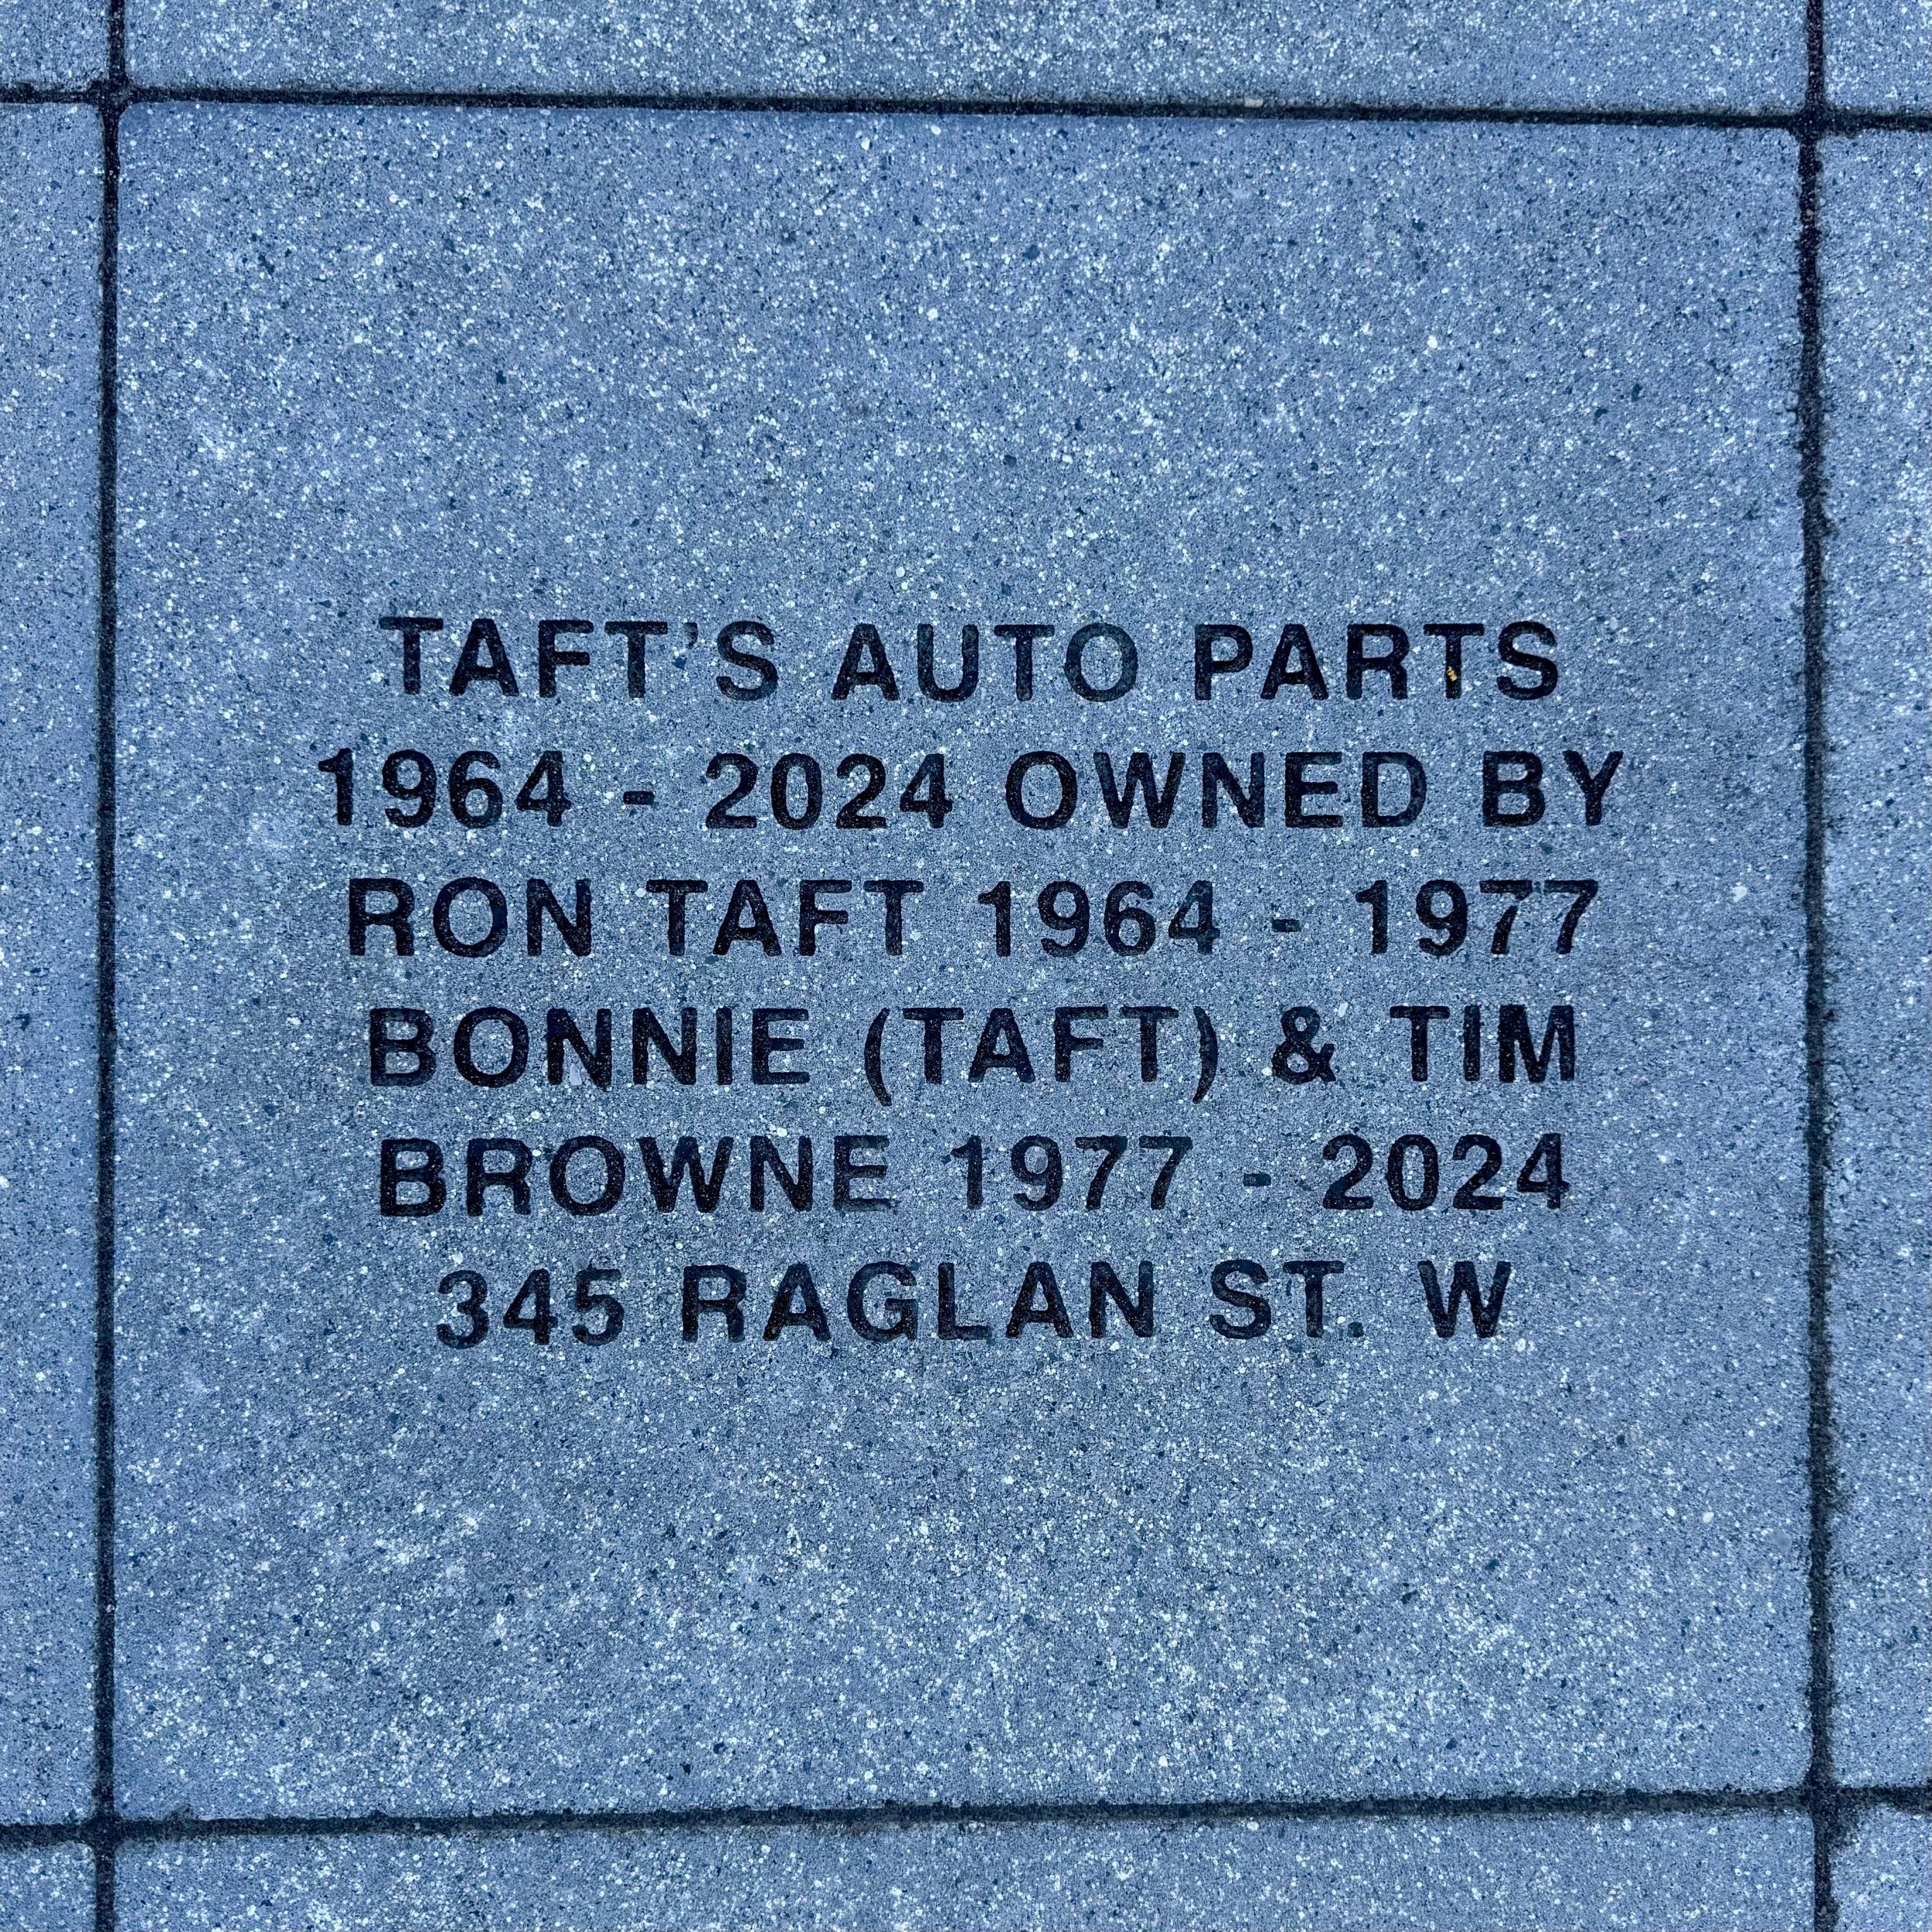 TAFT'S AUTO PARTS
1964 - 2024 OWNED BY
RON TAFT 1964 - 1977
BONNIE (TAFT) & TIM
BROWNE 1977 - 2024
345 RAGLAN ST. W